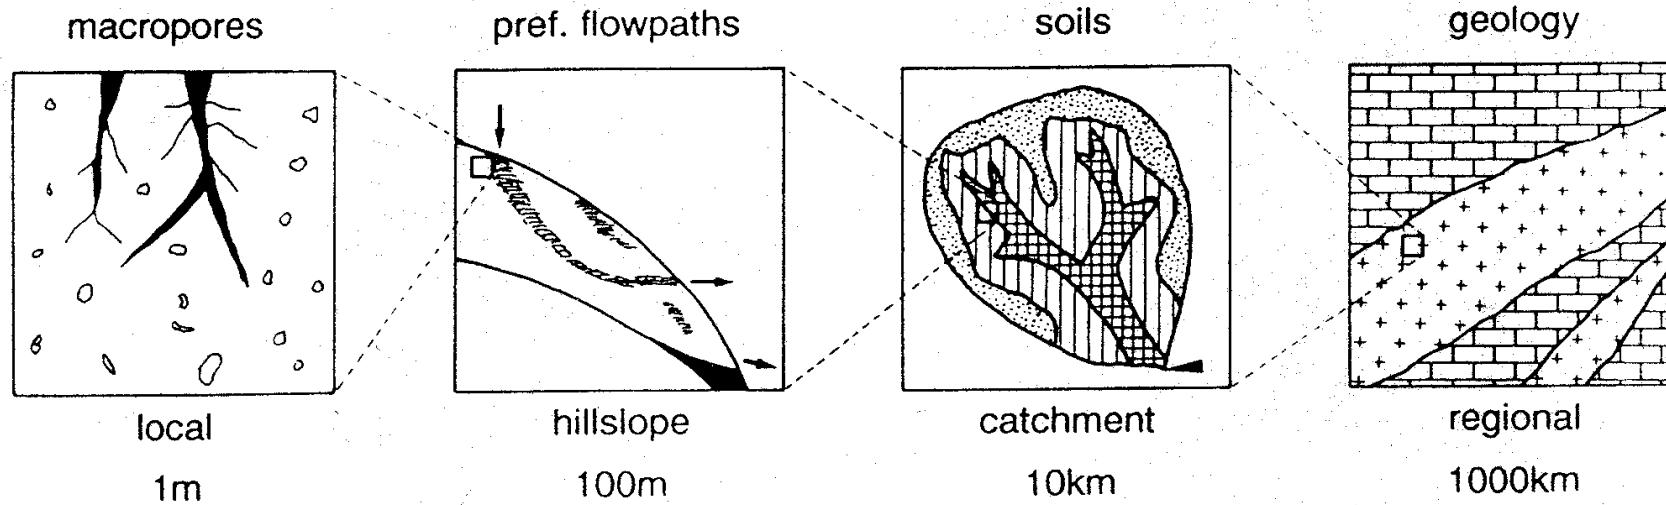 macropores
pref. flowpaths
soils
geology
local
hillslope
catchment
regional
1m
100m
10km
1000km